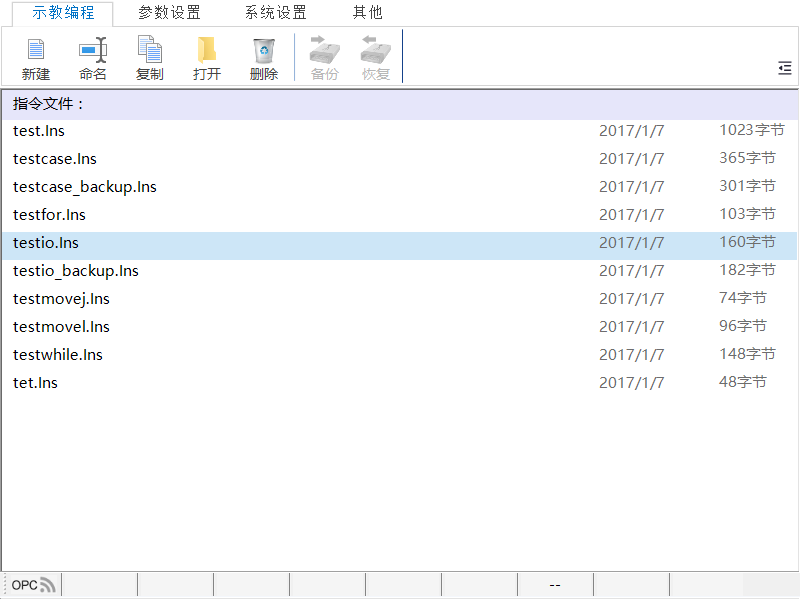 示教编程 参数设置 系统设置 其他
新建 命名 复制 打开 删除 备份 恢复
指令文件：
test.Ins 2017/1/7 1023字节
testcase.Ins 2017/1/7 365字节
testcase_backup.Ins 2017/1/7 301字节
testfor.Ins 2017/1/7 103字节
testio.Ins 2017/1/7 160字节
testio_backup.Ins 2017/1/7 182字节
testmovej.Ins 2017/1/7 74字节
testmovel.Ins 2017/1/7 96字节
testwhile.Ins 2017/1/7 148字节
tet.Ins 2017/1/7 48字节
OPC --